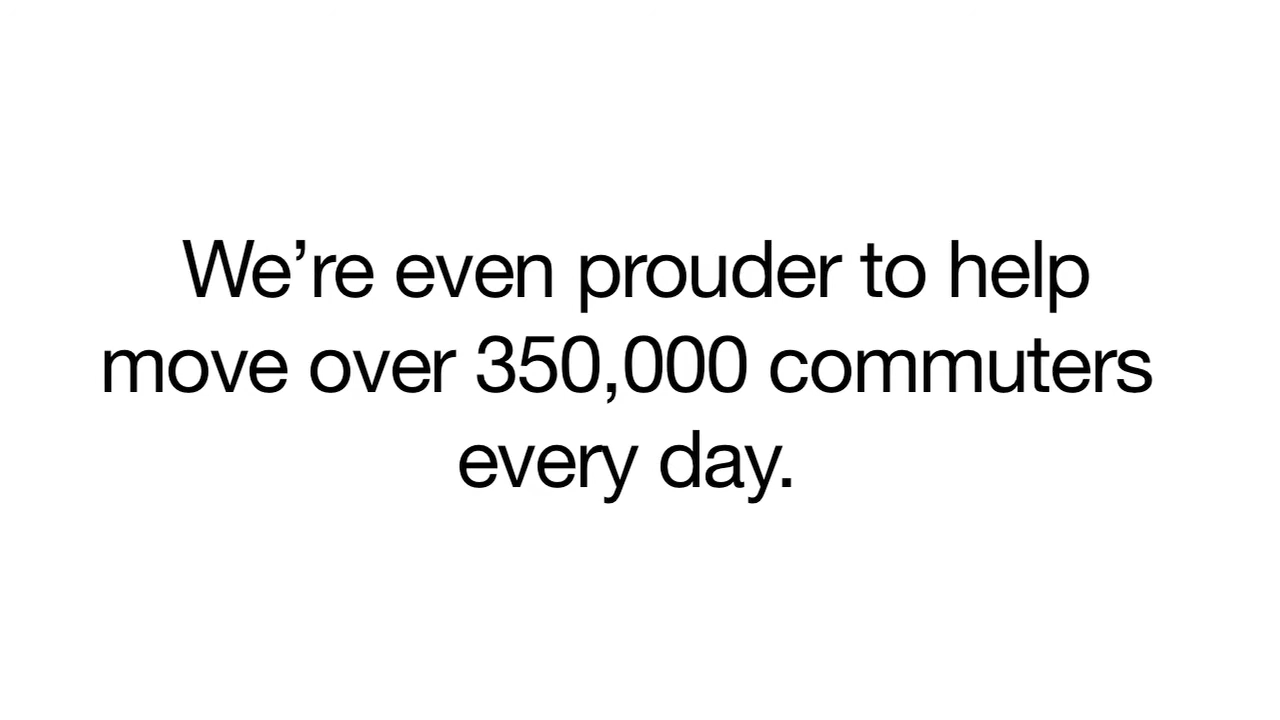 We’re even prouder to help
move over 350,000 commuters
every day.